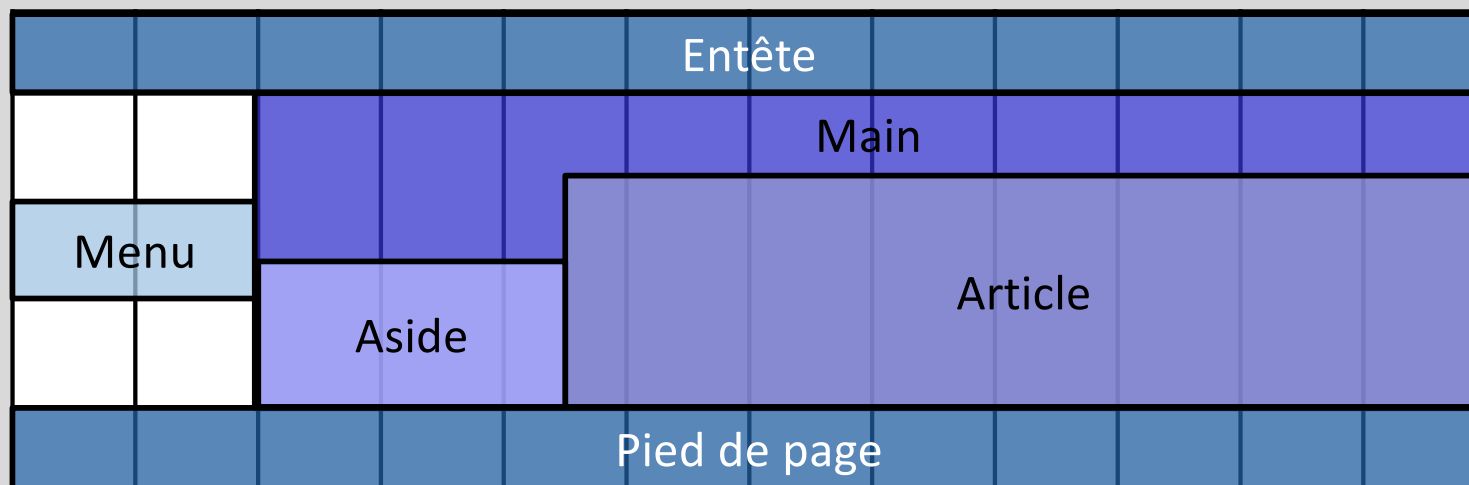 Entête
Main
Menu
Article
Aside
Pied de page